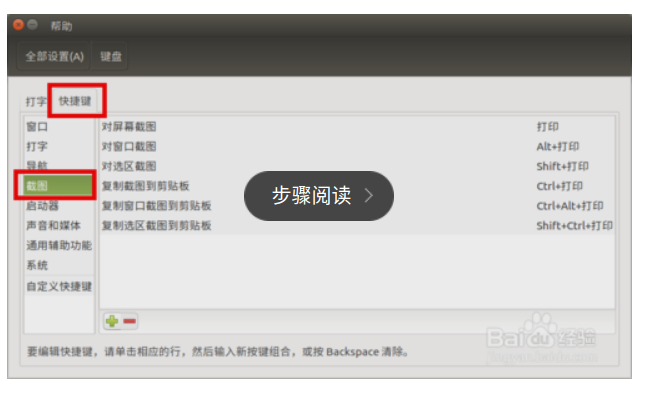 帮助
全部设置(A) 键盘
打字 快捷键
窗口
打字
导航
截图
启动器
声音和媒体
通用辅助功能
系统
自定义快捷键
对屏幕截图 打印
对窗口截图 Alt+打印
对选区截图 Shift+打印
复制截图到剪贴板 Ctrl+打印
复制窗口截图到剪贴板 Ctrl+Alt+打印
复制选区截图到剪贴板 Shift+Ctrl+打印
步骤阅读
要编辑快捷键，请单击相应的行，然后输入新按键组合，或按 Backspace 清除。
Baidu 经验
jingyan.baidu.com